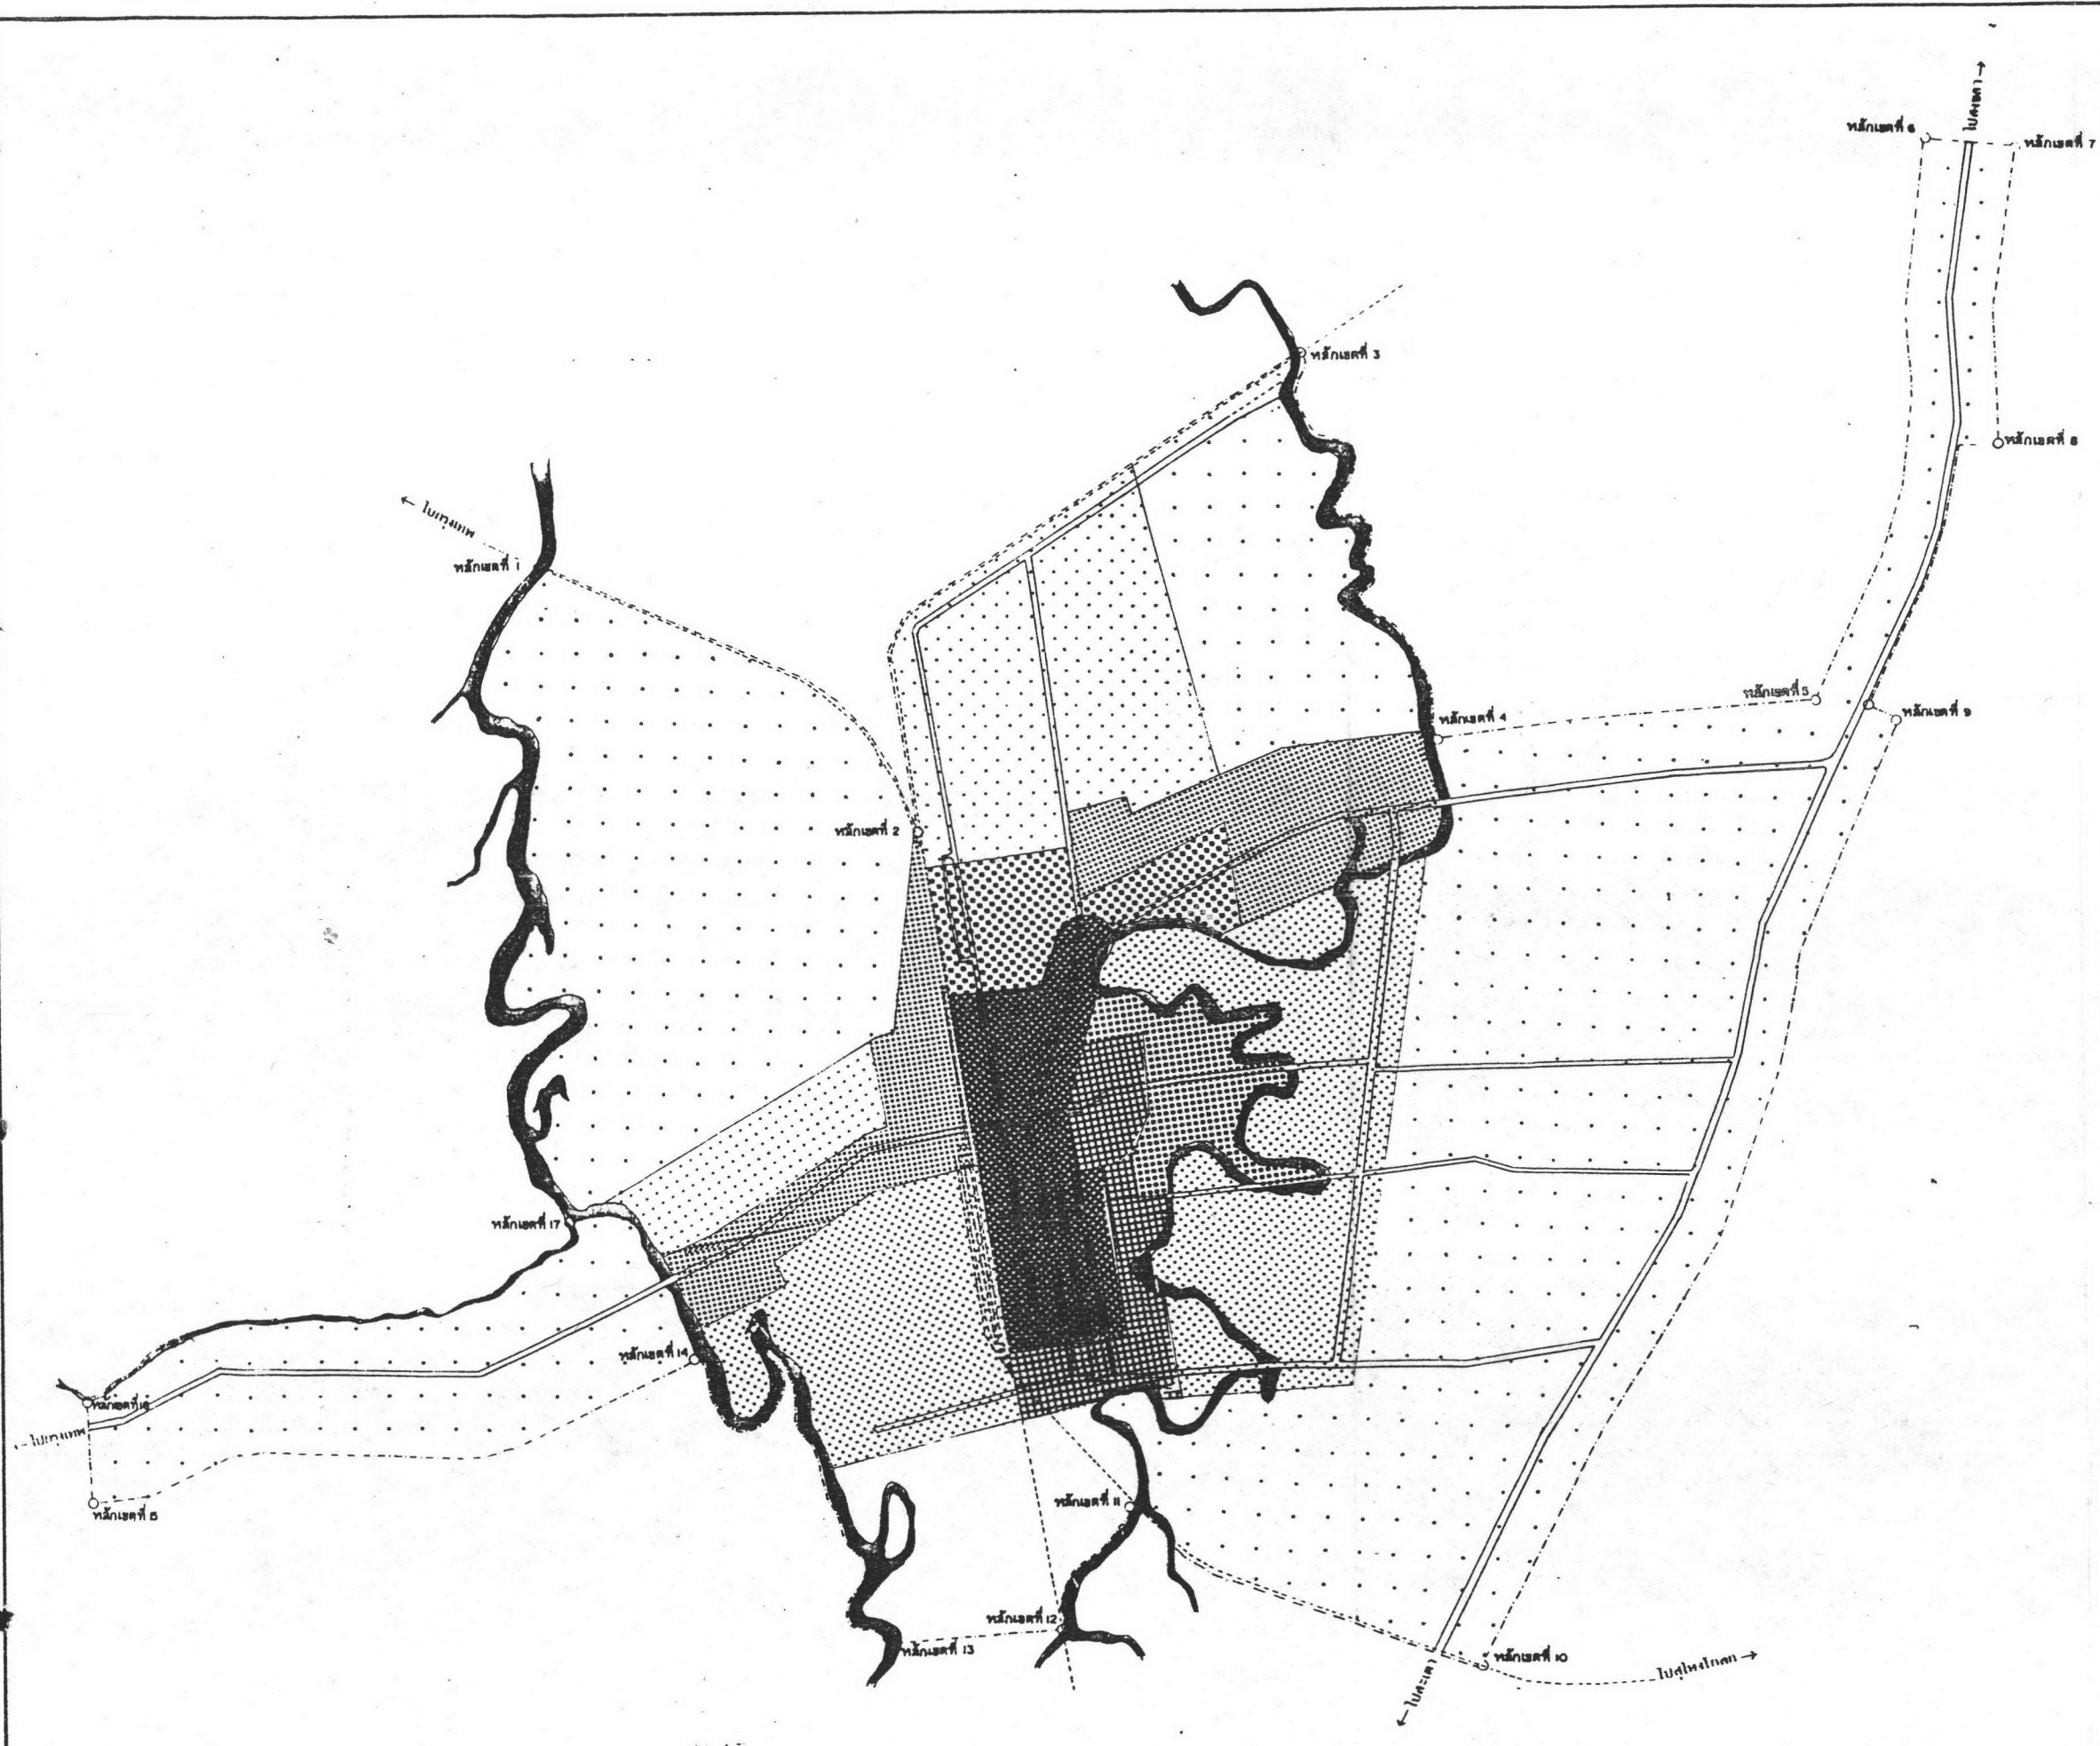 ไปสงขลา
หลักเขตที่ 6
หลักเขตที่ 7
หลักเขตที่ 3
หลักเขตที่ 8
ไปกรุงเทพ
หลักเขตที่ 1
หลักเขตที่ 5
หลักเขตที่ 4
หลักเขตที่ 9
หลักเขตที่ 2
หลักเขตที่ 17
หลักเขตที่ 14
หลักเขตที่ 16
ไปกรุงเทพ
หลักเขตที่ 11
หลักเขตที่ 12
หลักเขตที่ 13
หลักเขตที่ 10
ไปสุไหงโกลก
ไปสะเดา